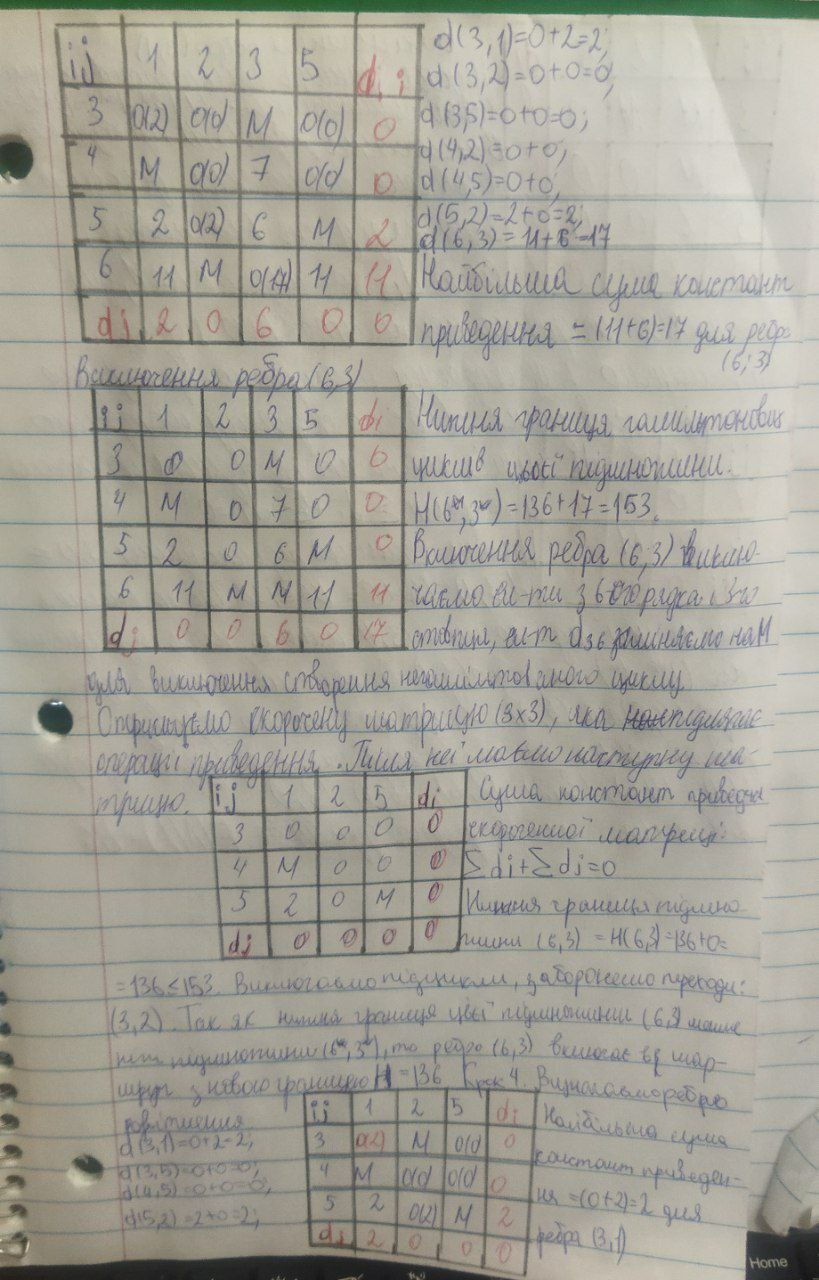 ij 1 2 3 5 di
3 0(2) 0(0) M 0(0) 0
4 M 0(0) 7 0(0) 0
5 2 0(2) 6 M 2
6 11 M 0(17) 11 11
dj 2 0 6 0 0
d(3,1)=0+2=2;
d(3,2)=0+0=0;
d(3,5)=0+0=0;
d(4,2)=0+0;
d(4,5)=0+0;
d(5,2)=2+0=2;
d(6,3)=11+6=17
Найбільша сума констант
приведення = (11+6)=17 для ребра
(6;3)
Виключення ребра (6,3)
ij 1 2 3 5 di
3 0 0 M 0 0
4 M 0 7 0 0
5 2 0 6 M 0
6 11 M M 11 11
dj 0 0 6 0 17
Нижня границя гамільтонових
циклів цієї підмножини.
H(6*,3*)=136+17=153.
Включення ребра (6,3) виклю-
чаємо ел-ти з 6 рядка і 3-го
стовпця, ел-т d36 заміняємо на M
для виключення створення негамільтонового циклу
Отримуємо скорочену матрицю (3x3), яка підлягає
операції приведення. Після неї маємо наступну ма-
трицю.
ij 1 2 5 di
3 0 0 0 0
4 M 0 0 0
5 2 0 M 0
dj 0 0 0 0
Сума констант приведення
скороченної матриці:
∑di+∑dj=0
Нижня границя підмно-
жини (6,3) = H(6,3)=136+0=
=136≤153. Виключаємо підцикли, забороняємо переходи:
(3,2). Так як нижня границя цієї підмножини (6,3) менше
ніж підмножини (6*,3*), то ребро (6,3) включає в мар-
шрут з новою границею H=136 Крок 4. Визначаємо ребро
розвітлення.
d(3,1)=0+2=2;
d(3,5)=0+0=0;
d(4,5)=0+0=0;
d(5,2)=2+0=2;
ij 1 2 5 di
3 0(2) M 0(0) 0
4 M 0(0) 0(0) 0
5 2 0(2) M 2
dj 2 0 0 0
Найбільша сума
констант приведен-
ня =(0+2)=2 для
ребра (3,1)
Home